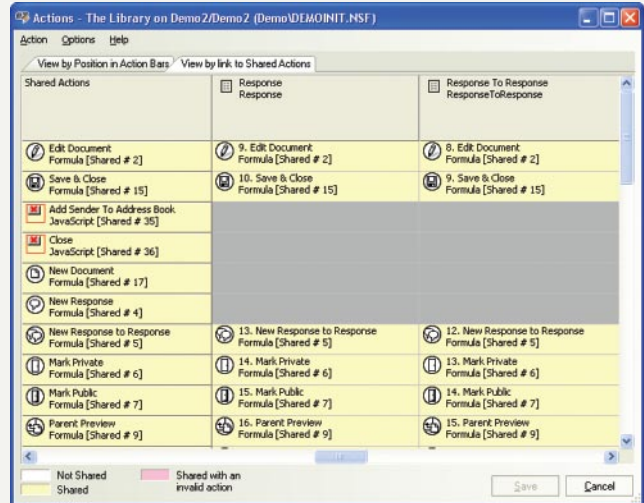 Actions - The Library on Demo2/Demo2 (Demo\DEMOINIT.NSF)
Action Options Help
View by Position in Action Bars View by link to Shared Actions
Shared Actions
Response
Response
Response To Response
ResponseToResponse
Edit Document
Formula [Shared # 2]
9. Edit Document
Formula [Shared # 2]
8. Edit Document
Formula [Shared # 2]
Save & Close
Formula [Shared # 15]
10. Save & Close
Formula [Shared # 15]
9. Save & Close
Formula [Shared # 15]
Add Sender To Address Book
JavaScript [Shared # 35]
Close
JavaScript [Shared # 36]
New Document
Formula [Shared # 17]
New Response
Formula [Shared # 4]
New Response to Response
Formula [Shared # 5]
13. New Response to Response
Formula [Shared # 5]
12. New Response to Response
Formula [Shared # 5]
Mark Private
Formula [Shared # 6]
14. Mark Private
Formula [Shared # 6]
13. Mark Private
Formula [Shared # 6]
Mark Public
Formula [Shared # 7]
15. Mark Public
Formula [Shared # 7]
14. Mark Public
Formula [Shared # 7]
Parent Preview
Formula [Shared # 9]
16. Parent Preview
Formula [Shared # 9]
15. Parent Preview
Formula [Shared # 9]
Not Shared
Shared
Shared with an
invalid action
Save
Cancel